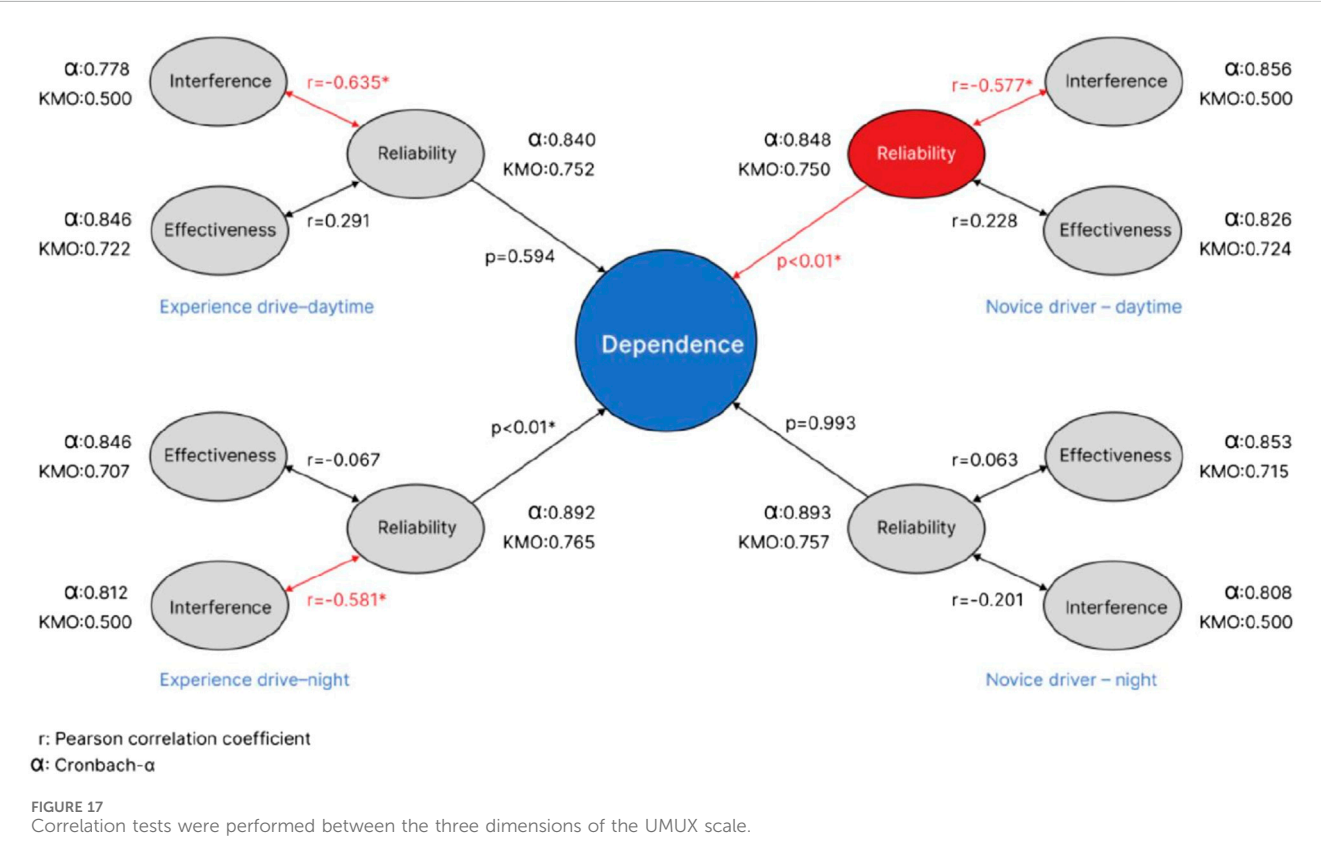 α:0.778
KMO:0.500
Interference
r=-0.635*
Reliability
α:0.840
KMO:0.752
α:0.846
KMO:0.722
Effectiveness
r=0.291
p=0.594
Experience drive–daytime
r=-0.577*
Interference
α:0.856
KMO:0.500
α:0.848
KMO:0.750
Reliability
r=0.228
Effectiveness
α:0.826
KMO:0.724
p<0.01*
Novice driver – daytime
Dependence
α:0.846
KMO:0.707
Effectiveness
r=-0.067
p<0.01*
Reliability
α:0.892
KMO:0.765
α:0.812
KMO:0.500
Interference
r=-0.581*
Experience drive–night
p=0.993
r=0.063
Effectiveness
α:0.853
KMO:0.715
α:0.893
KMO:0.757
Reliability
r=-0.201
Interference
α:0.808
KMO:0.500
Novice driver – night
r: Pearson correlation coefficient
α: Cronbach-α
FIGURE 17
Correlation tests were performed between the three dimensions of the UMUX scale.